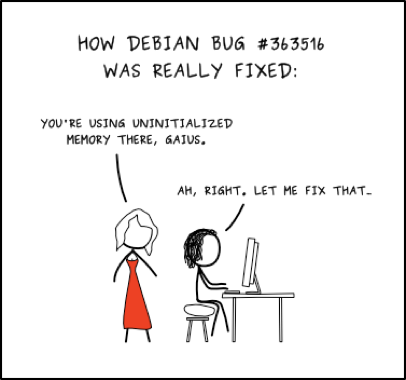 HOW DEBIAN BUG #363516
WAS REALLY FIXED:
YOU'RE USING UNINITIALIZED
MEMORY THERE, GAIUS.
AH, RIGHT. LET ME FIX THAT…